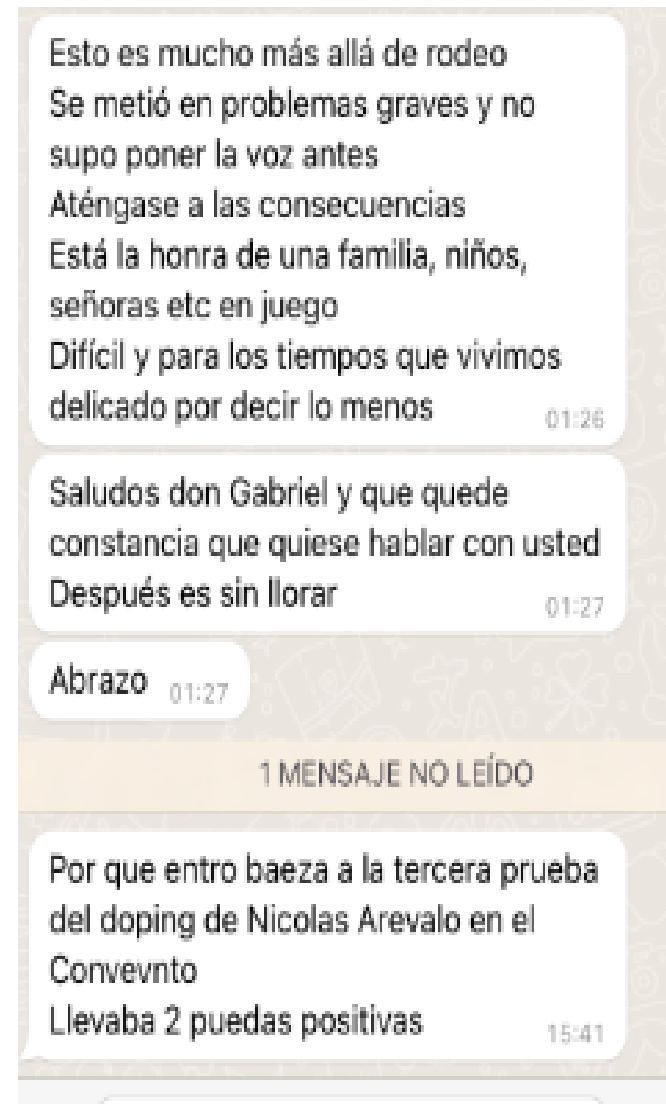 Esto es mucho más allá de rodeo
Se metió en problemas graves y no
supo poner la voz antes
Aténgase a las consecuencias
Está la honra de una familia, niños,
señoras etc en juego
Difícil y para los tiempos que vivimos
delicado por decir lo menos
01:26
Saludos don Gabriel y que quede
constancia que quiese hablar con usted
Después es sin llorar
01:27
Abrazo 01:27
1 MENSAJE NO LEÍDO
Por que entro baeza a la tercera prueba
del doping de Nicolas Arevalo en el
Convevnto
Llevaba 2 puedas positivas
15:41